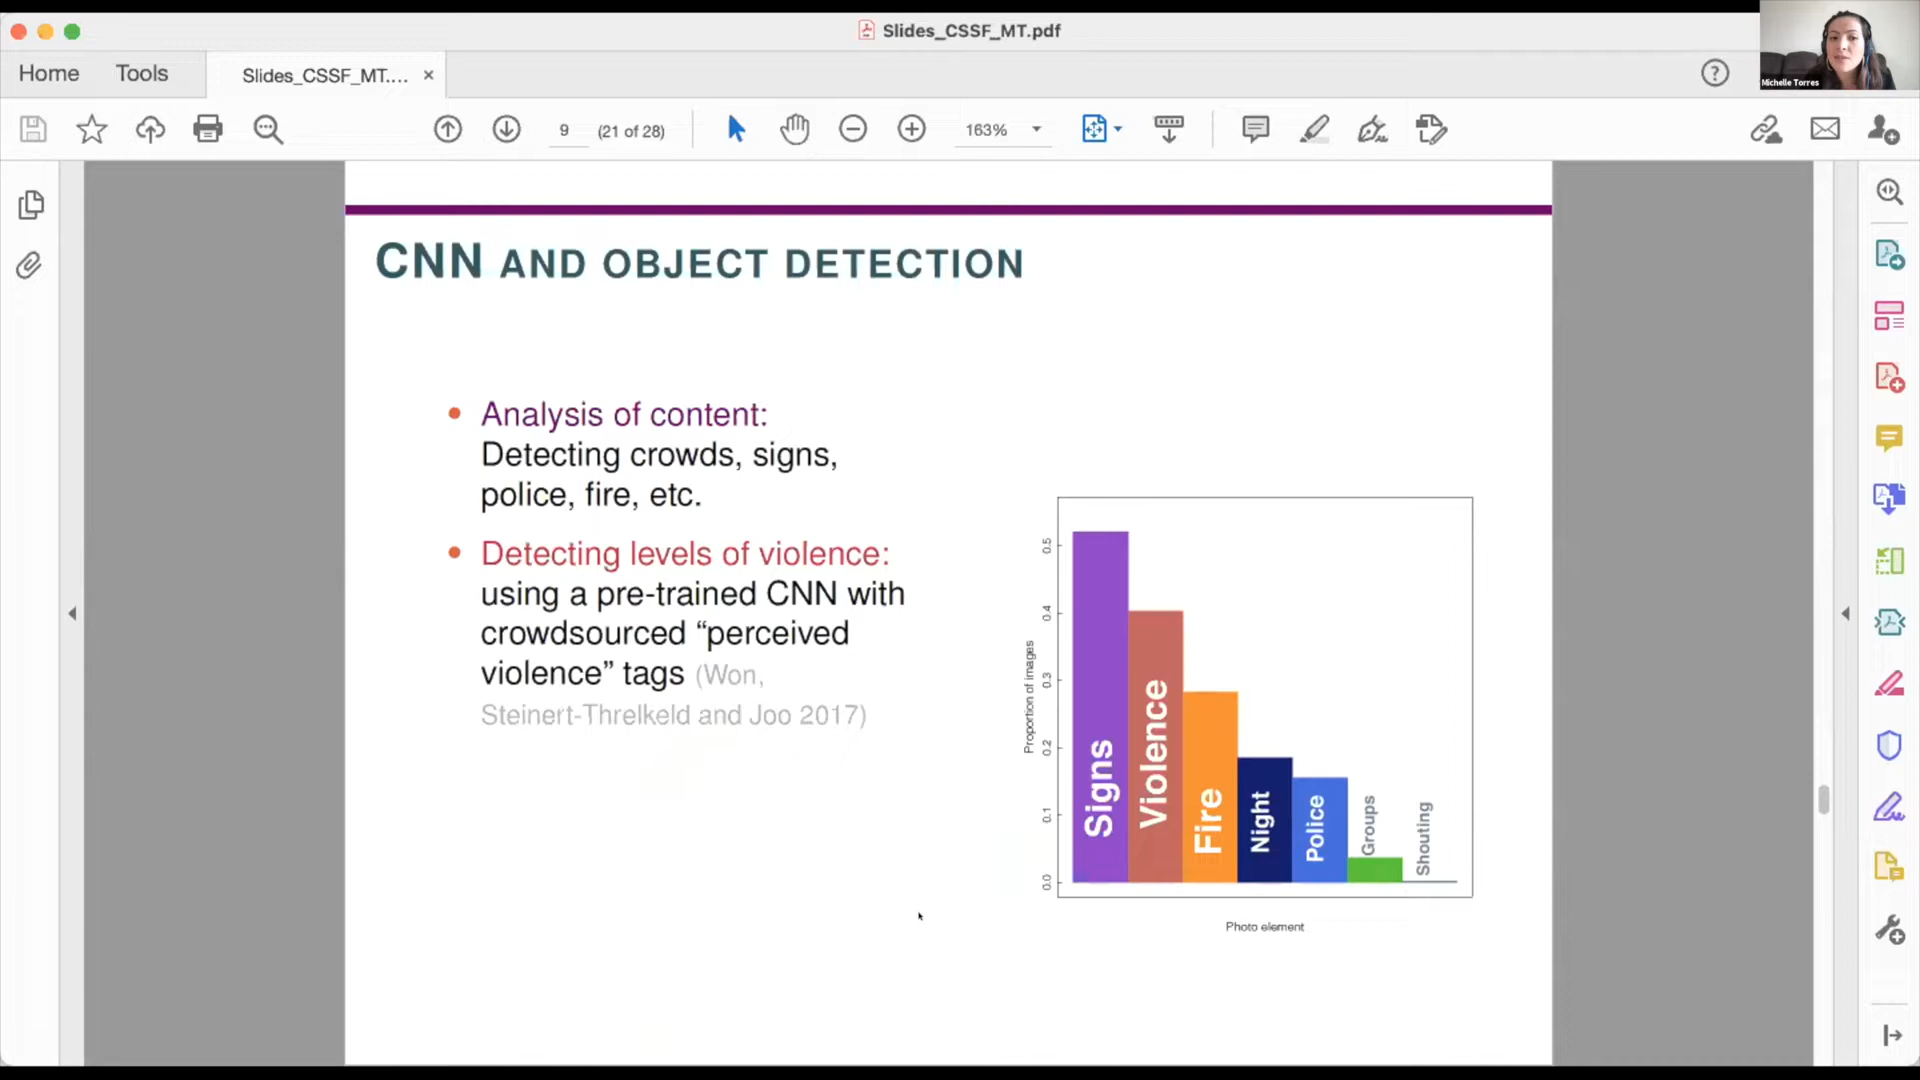 Slides_CSSF_MT.pdf
Michelle Torres
Home
Tools
Slides_CSSF_MT....
9
(21 of 28)
163%
CNN AND OBJECT DETECTION
Analysis of content:
Detecting crowds, signs,
police, fire, etc.
Detecting levels of violence:
using a pre-trained CNN with
crowdsourced “perceived
violence” tags (Won,
Steinert-Threlkeld and Joo 2017)
Proportion of images
0.5
0.4
0.3
0.2
0.1
0.0
Signs
Violence
Fire
Night
Police
Groups
Shouting
Photo element